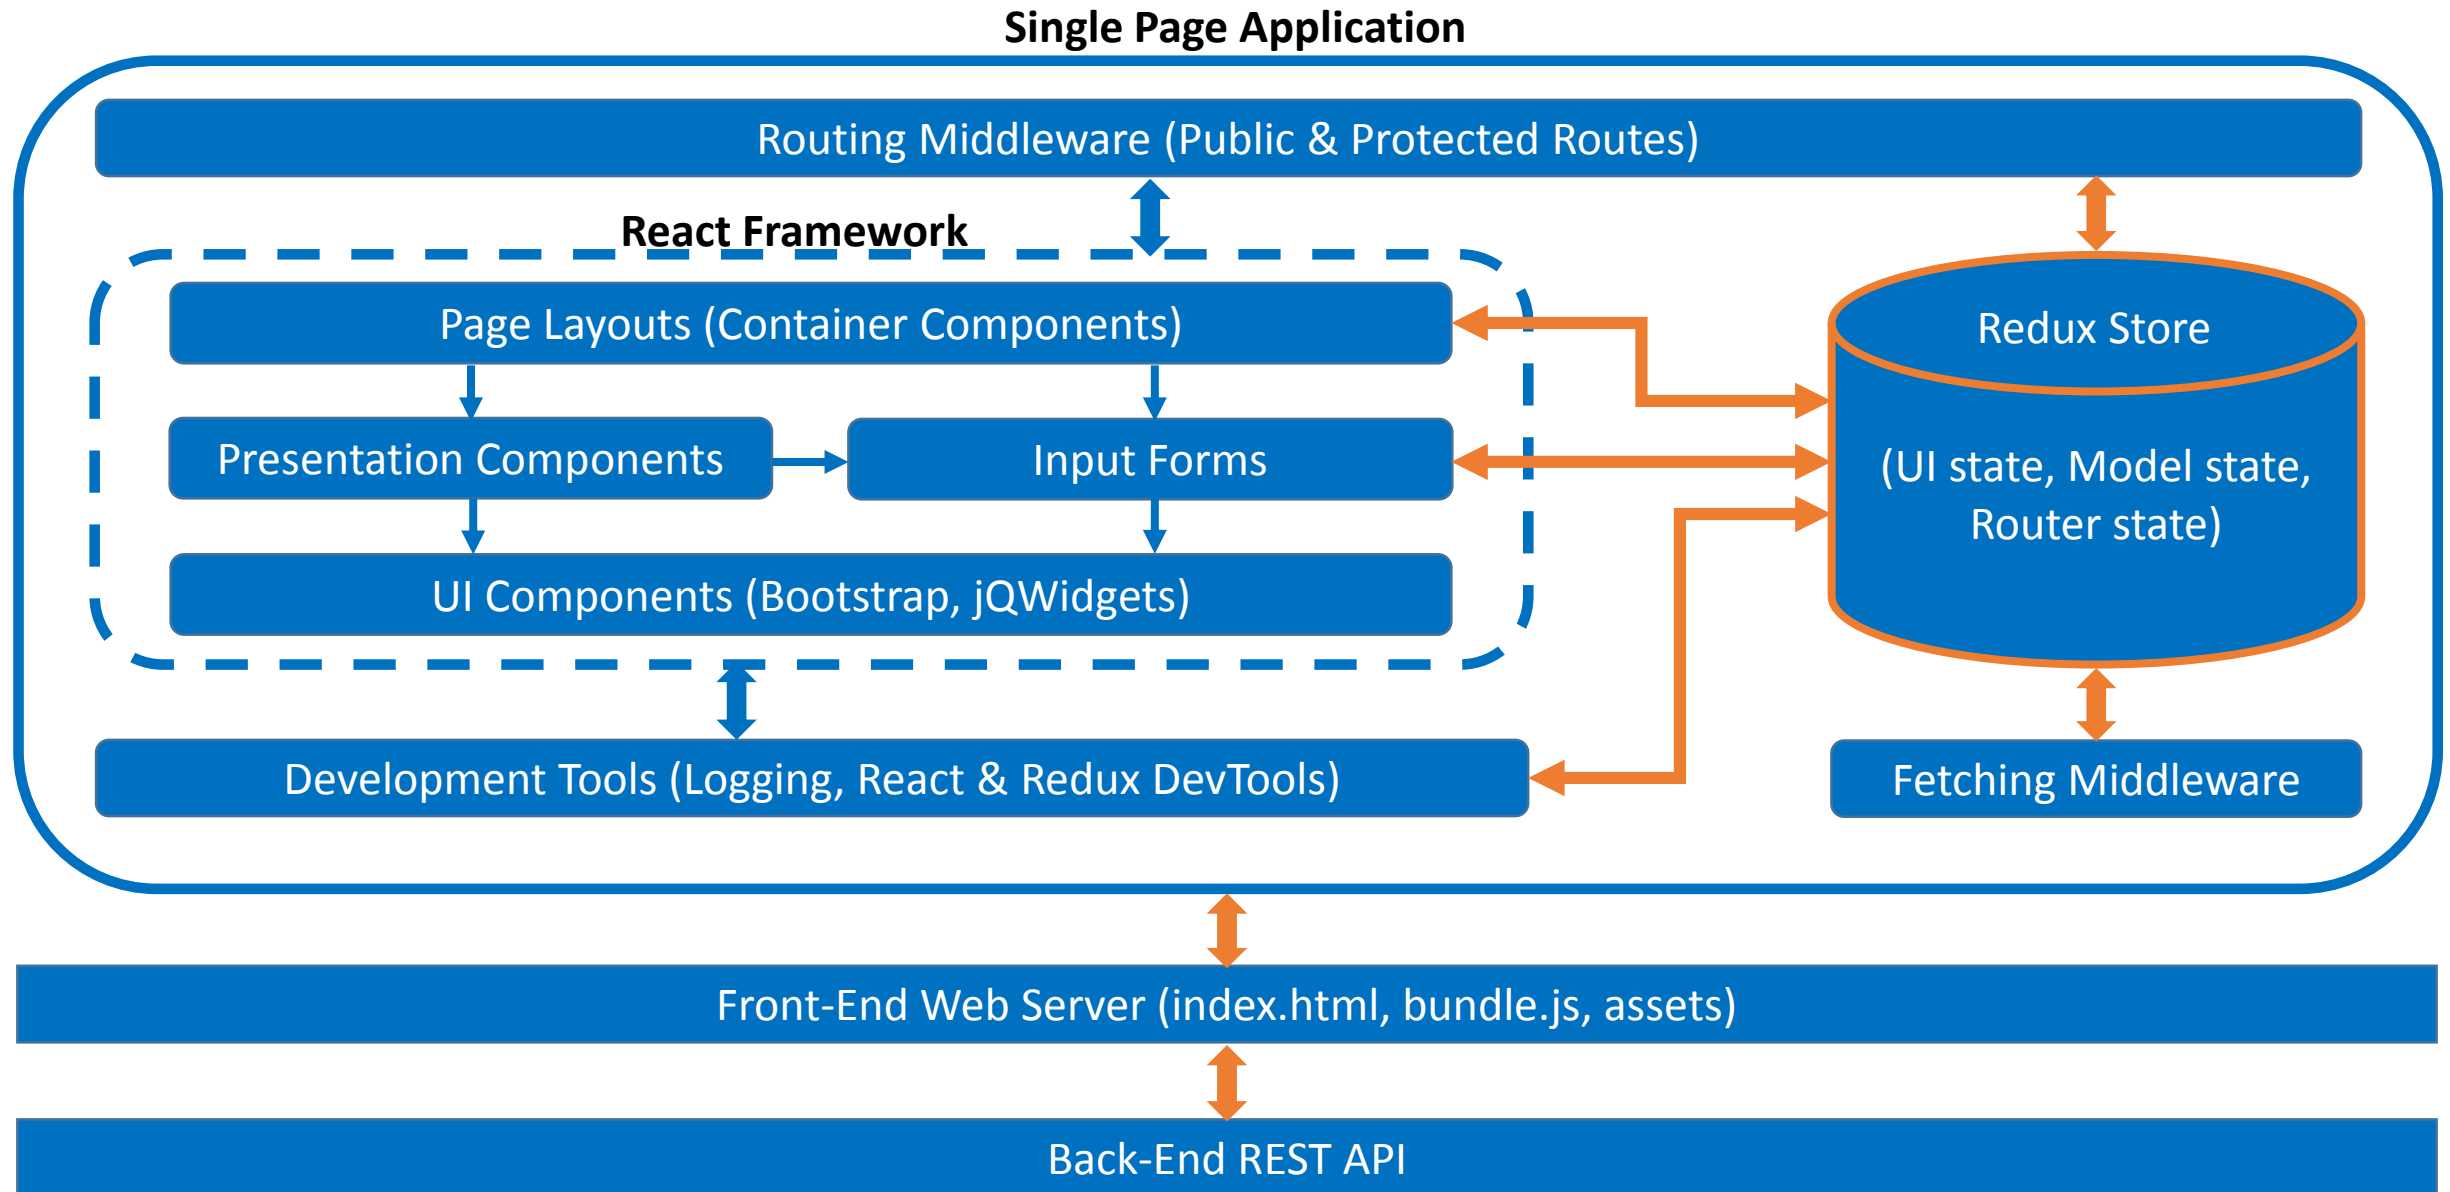 Single Page Application
Routing Middleware (Public & Protected Routes)
React Framework
Page Layouts (Container Components)
Presentation Components
Input Forms
UI Components (Bootstrap, jQWidgets)
Redux Store
(UI state, Model state,
Router state)
Development Tools (Logging, React & Redux DevTools)
Fetching Middleware
Front-End Web Server (index.html, bundle.js, assets)
Back-End REST API